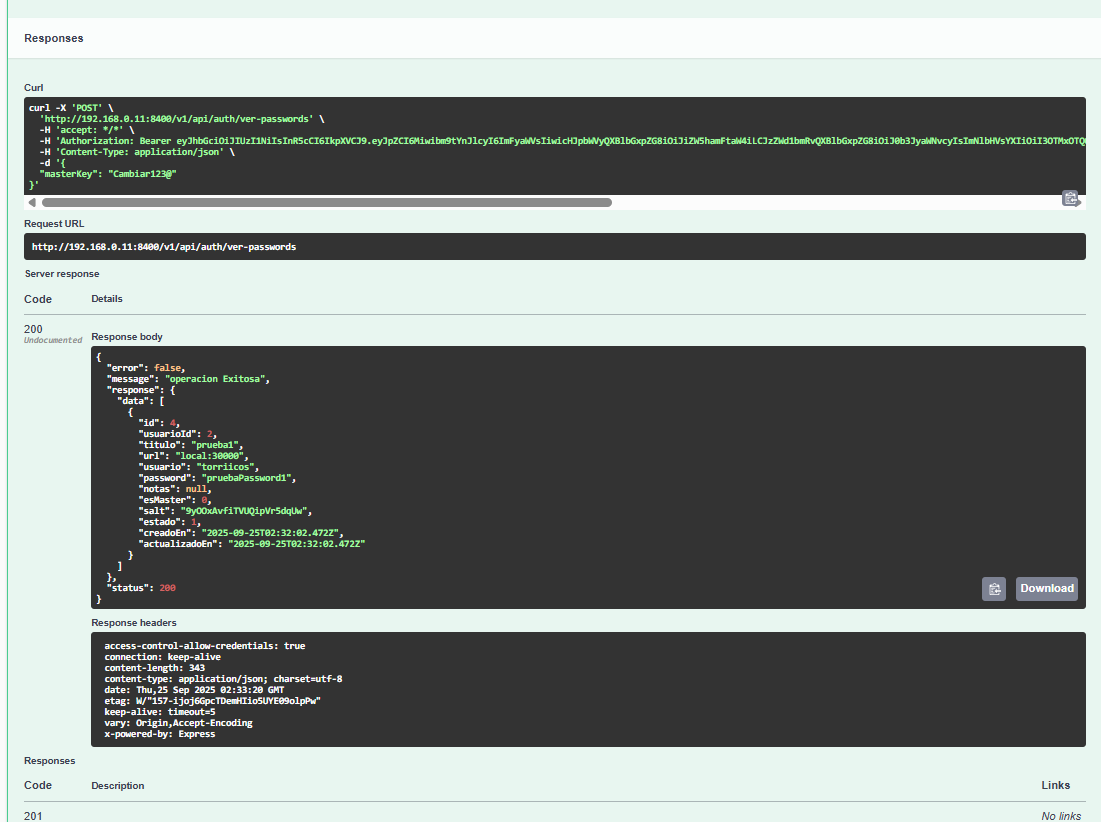 Responses
Curl
curl -X 'POST' \
'http://192.168.0.11:8400/v1/api/auth/ver-passwords' \
-H 'accept: */*' \
-H 'Authorization: Bearer
-H 'Content-Type: application/json' \
-d '{
"masterKey": "Cambiar123@"
}'
Request URL
http://192.168.0.11:8400/v1/api/auth/ver-passwords
Server response
Code Details
200
Undocumented
Response body
{
"error": false,
"message": "operacion Exitosa",
"response": {
"data": [
{
"id": 4,
"usuarioId": 2,
"titulo": "prueba1",
"url": "local:30000",
"usuario": "torriicos",
"password": "pruebaPassword1",
"notas": null,
"esMaster": 0,
"salt": "9yOOxAvfiTVUQipVr5dqUw",
"estado": 1,
"creadoEn": "2025-09-25T02:32:02.472Z",
"actualizadoEn": "2025-09-25T02:32:02.472Z"
}
]
},
"status": 200
}
Download
Response headers
access-control-allow-credentials: true
connection: keep-alive
content-length: 343
content-type: application/json; charset=utf-8
date: Thu,25 Sep 2025 02:33:20 GMT
etag: W/"157-ijoj6GpcTDemHIio5UYE09olpPw"
keep-alive: timeout=5
vary: Origin,Accept-Encoding
x-powered-by: Express
Responses
Code Description Links
201 No links